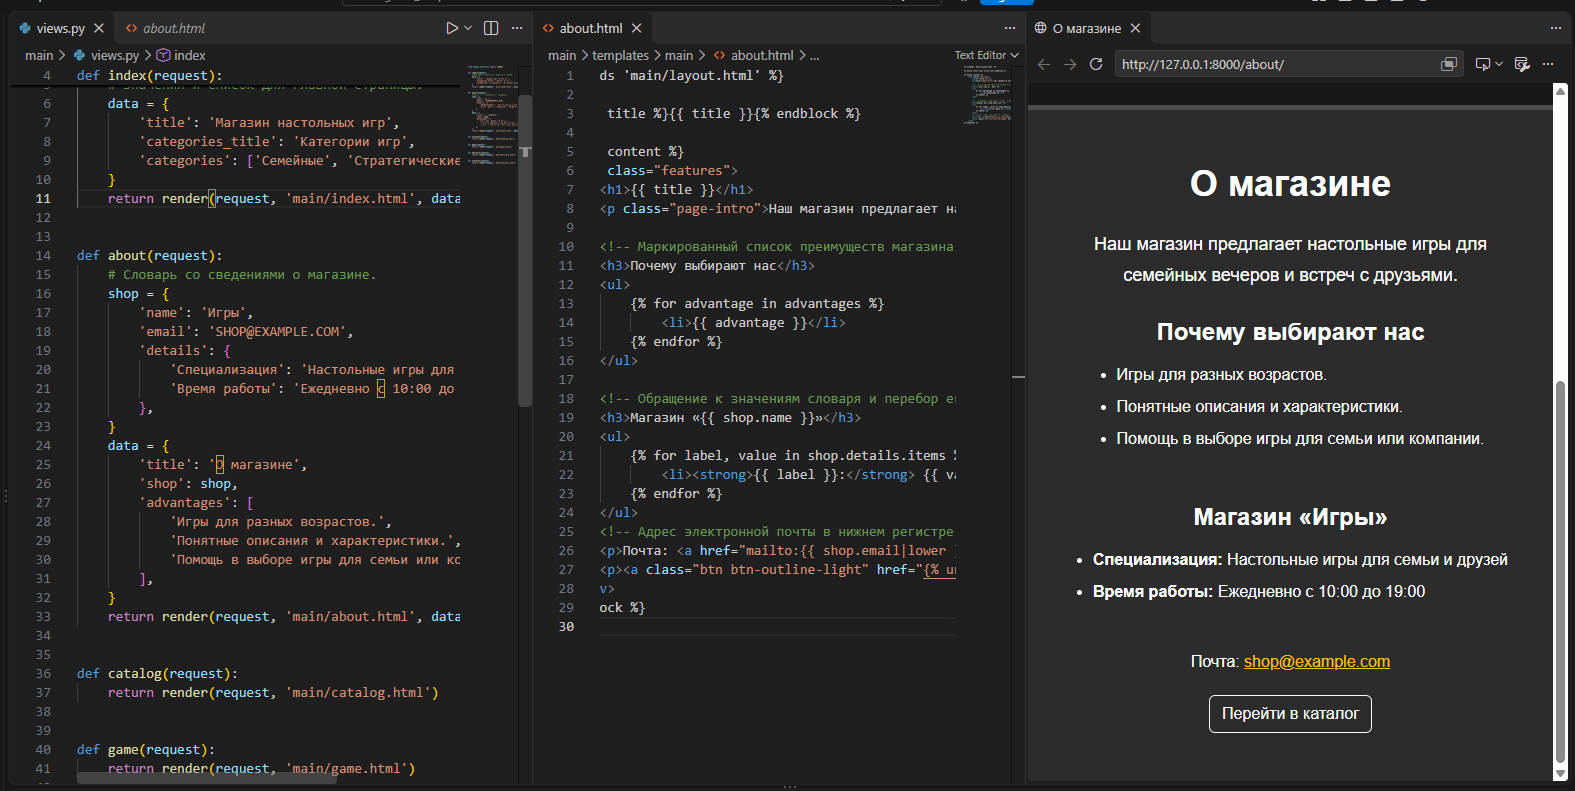 views.py
about.html
main > views.py > index
4 def index(request):
6 data = {
7 'title': 'Магазин настольных игр',
8 'categories_title': 'Категории игр',
9 'categories': ['Семейные', 'Стратегические
10 }
11 return render(request, 'main/index.html', data
12
13
14 def about(request):
15 # Словарь со сведениями о магазине.
16 shop = {
17 'name': 'Игры',
18 'email': 'SHOP@EXAMPLE.COM',
19 'details': {
20 'Специализация': 'Настольные игры для
21 'Время работы': 'Ежедневно с 10:00 до
22 },
23 }
24 data = {
25 'title': 'О магазине',
26 'shop': shop,
27 'advantages': [
28 'Игры для разных возрастов.',
29 'Понятные описания и характеристики.',
30 'Помощь в выборе игры для семьи или ко
31 ],
32 }
33 return render(request, 'main/about.html', data
34
35
36 def catalog(request):
37 return render(request, 'main/catalog.html')
38
39
40 def game(request):
41 return render(request, 'main/game.html')
about.html
main > templates > main > about.html > ...
Text Editor
1 ds 'main/layout.html' %}
2
3 title %}{{ title }}{% endblock %}
4
5 content %}
6 class="features">
7 <h1>{{ title }}</h1>
8 <p class="page-intro">Наш магазин предлагает на
9
10 <!-- Маркированный список преимуществ магазина
11 <h3>Почему выбирают нас</h3>
12 <ul>
13 {% for advantage in advantages %}
14 <li>{{ advantage }}</li>
15 {% endfor %}
16 </ul>
17
18 <!-- Обращение к значениям словаря и перебор ег
19 <h3>Магазин «{{ shop.name }}»</h3>
20 <ul>
21 {% for label, value in shop.details.items %
22 <li><strong>{{ label }}:</strong> {{ va
23 {% endfor %}
24 </ul>
25 <!-- Адрес электронной почты в нижнем регистре
26 <p>Почта: <a href="mailto:{{ shop.email|lower }
27 <p><a class="btn btn-outline-light" href="{% ur
28 v>
29 ock %}
30
О магазине
http://127.0.0.1:8000/about/
О магазине
Наш магазин предлагает настольные игры для
семейных вечеров и встреч с друзьями.
Почему выбирают нас
• Игры для разных возрастов.
• Понятные описания и характеристики.
• Помощь в выборе игры для семьи или компании.
Магазин «Игры»
• Специализация: Настольные игры для семьи и друзей
• Время работы: Ежедневно с 10:00 до 19:00
Почта: shop@example.com
Перейти в каталог